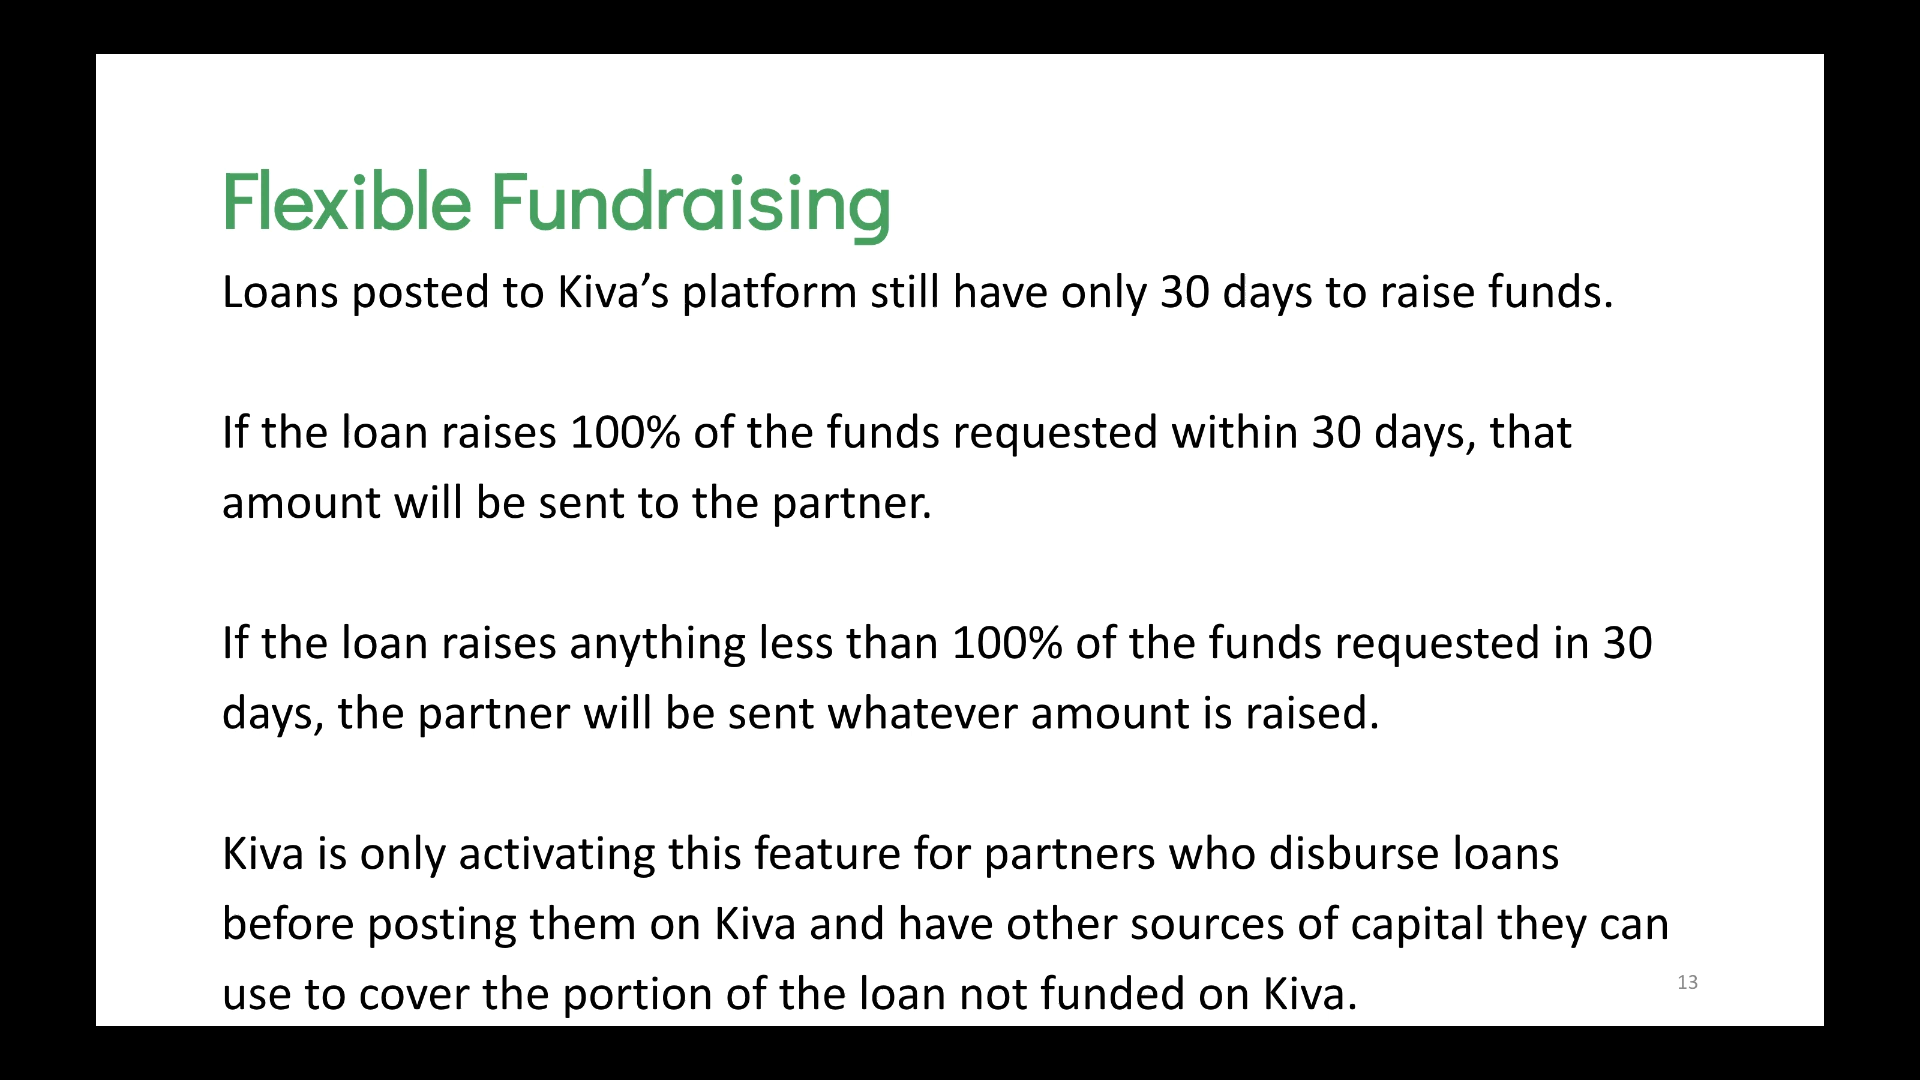 Flexible Fundraising
Loans posted to Kiva’s platform still have only 30 days to raise funds.
If the loan raises 100% of the funds requested within 30 days, that
amount will be sent to the partner.
If the loan raises anything less than 100% of the funds requested in 30
days, the partner will be sent whatever amount is raised.
Kiva is only activating this feature for partners who disburse loans
before posting them on Kiva and have other sources of capital they can
use to cover the portion of the loan not funded on Kiva.
13